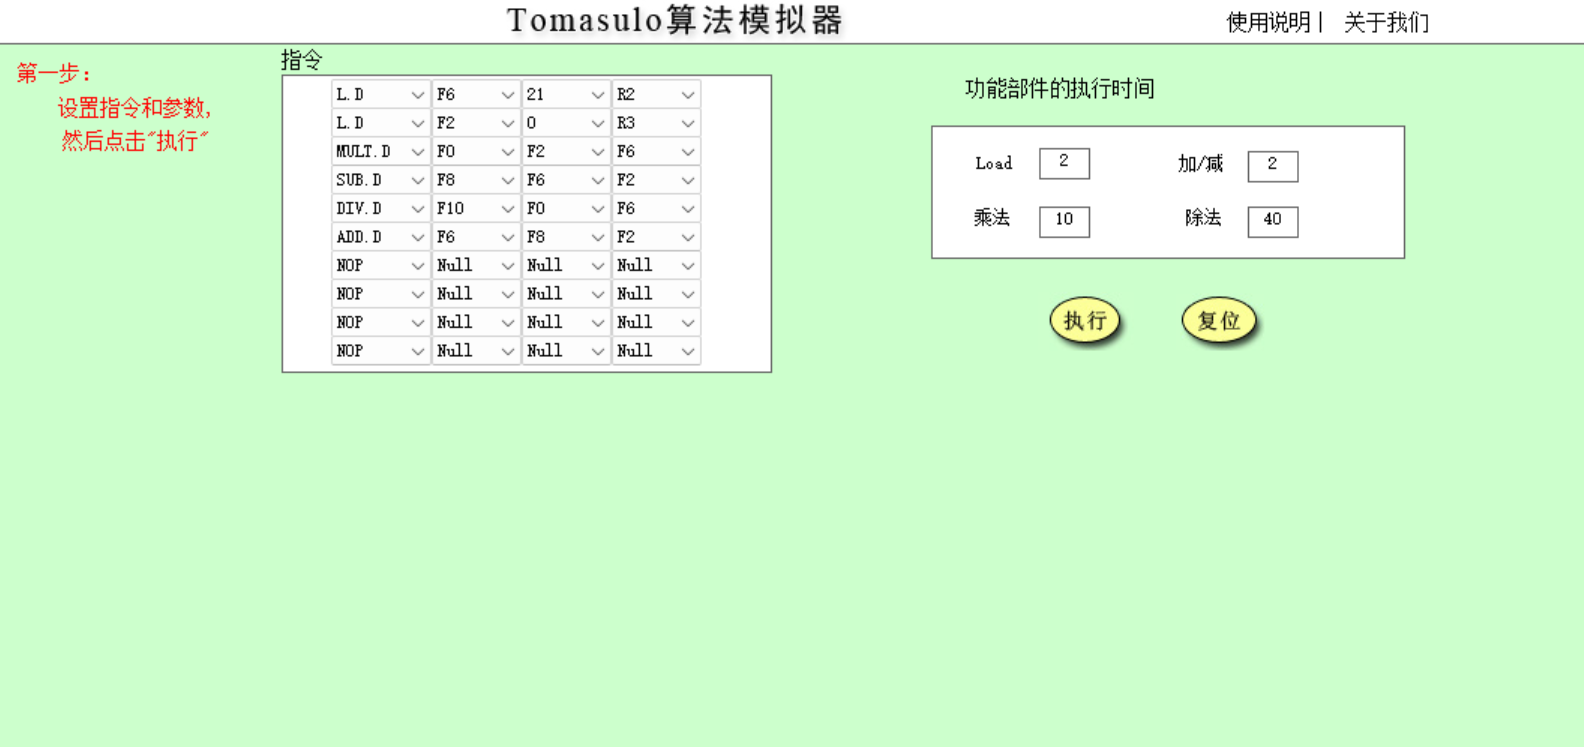 Tomasulo算法模拟器
使用说明| 关于我们
第一步:
设置指令和参数,
然后点击"执行"
指令
L.D F6 21 R2
L.D F2 0 R3
MULT.D F0 F2 F6
SUB.D F8 F6 F2
DIV.D F10 F0 F6
ADD.D F6 F8 F2
NOP Null Null Null
NOP Null Null Null
NOP Null Null Null
NOP Null Null Null
功能部件的执行时间
Load 2 加/减 2
乘法 10 除法 40
执行 复位